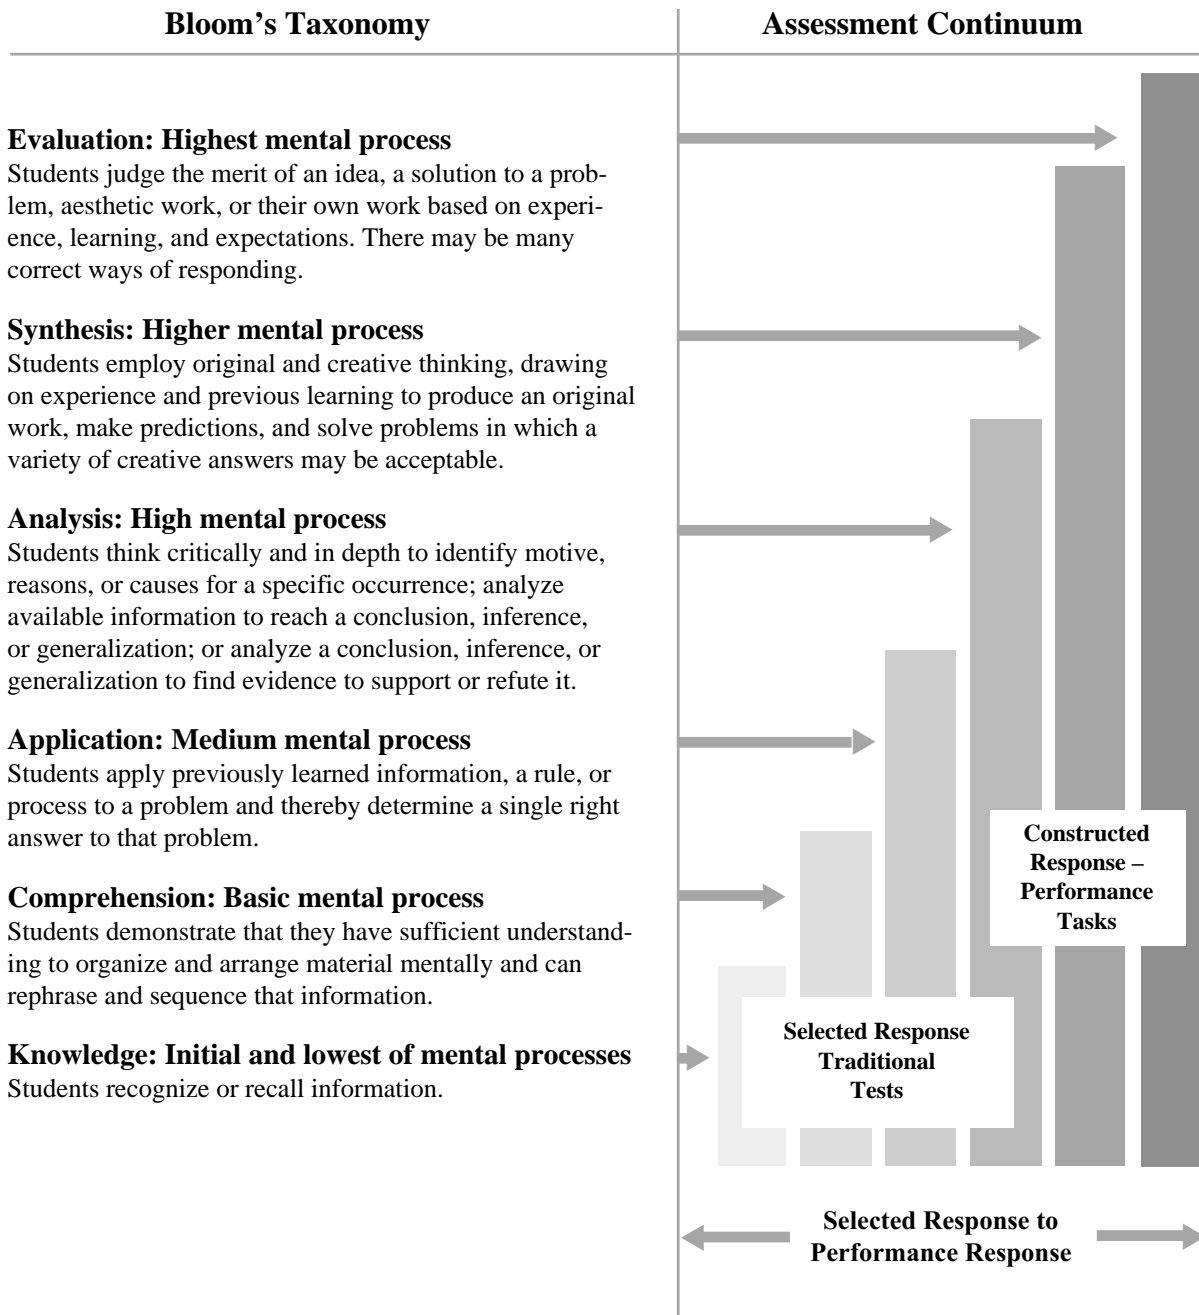 Bloom’s Taxonomy
Assessment Continuum
Evaluation: Highest mental process
Students judge the merit of an idea, a solution to a prob-
lem, aesthetic work, or their own work based on experi-
ence, learning, and expectations. There may be many
correct ways of responding.
Synthesis: Higher mental process
Students employ original and creative thinking, drawing
on experience and previous learning to produce an original
work, make predictions, and solve problems in which a
variety of creative answers may be acceptable.
Analysis: High mental process
Students think critically and in depth to identify motive,
reasons, or causes for a specific occurrence; analyze
available information to reach a conclusion, inference,
or generalization; or analyze a conclusion, inference, or
generalization to find evidence to support or refute it.
Application: Medium mental process
Students apply previously learned information, a rule, or
process to a problem and thereby determine a single right
answer to that problem.
Comprehension: Basic mental process
Students demonstrate that they have sufficient understand-
ing to organize and arrange material mentally and can
rephrase and sequence that information.
Knowledge: Initial and lowest of mental processes
Students recognize or recall information.
Constructed
Response –
Performance
Tasks
Selected Response
Traditional
Tests
Selected Response to
Performance Response